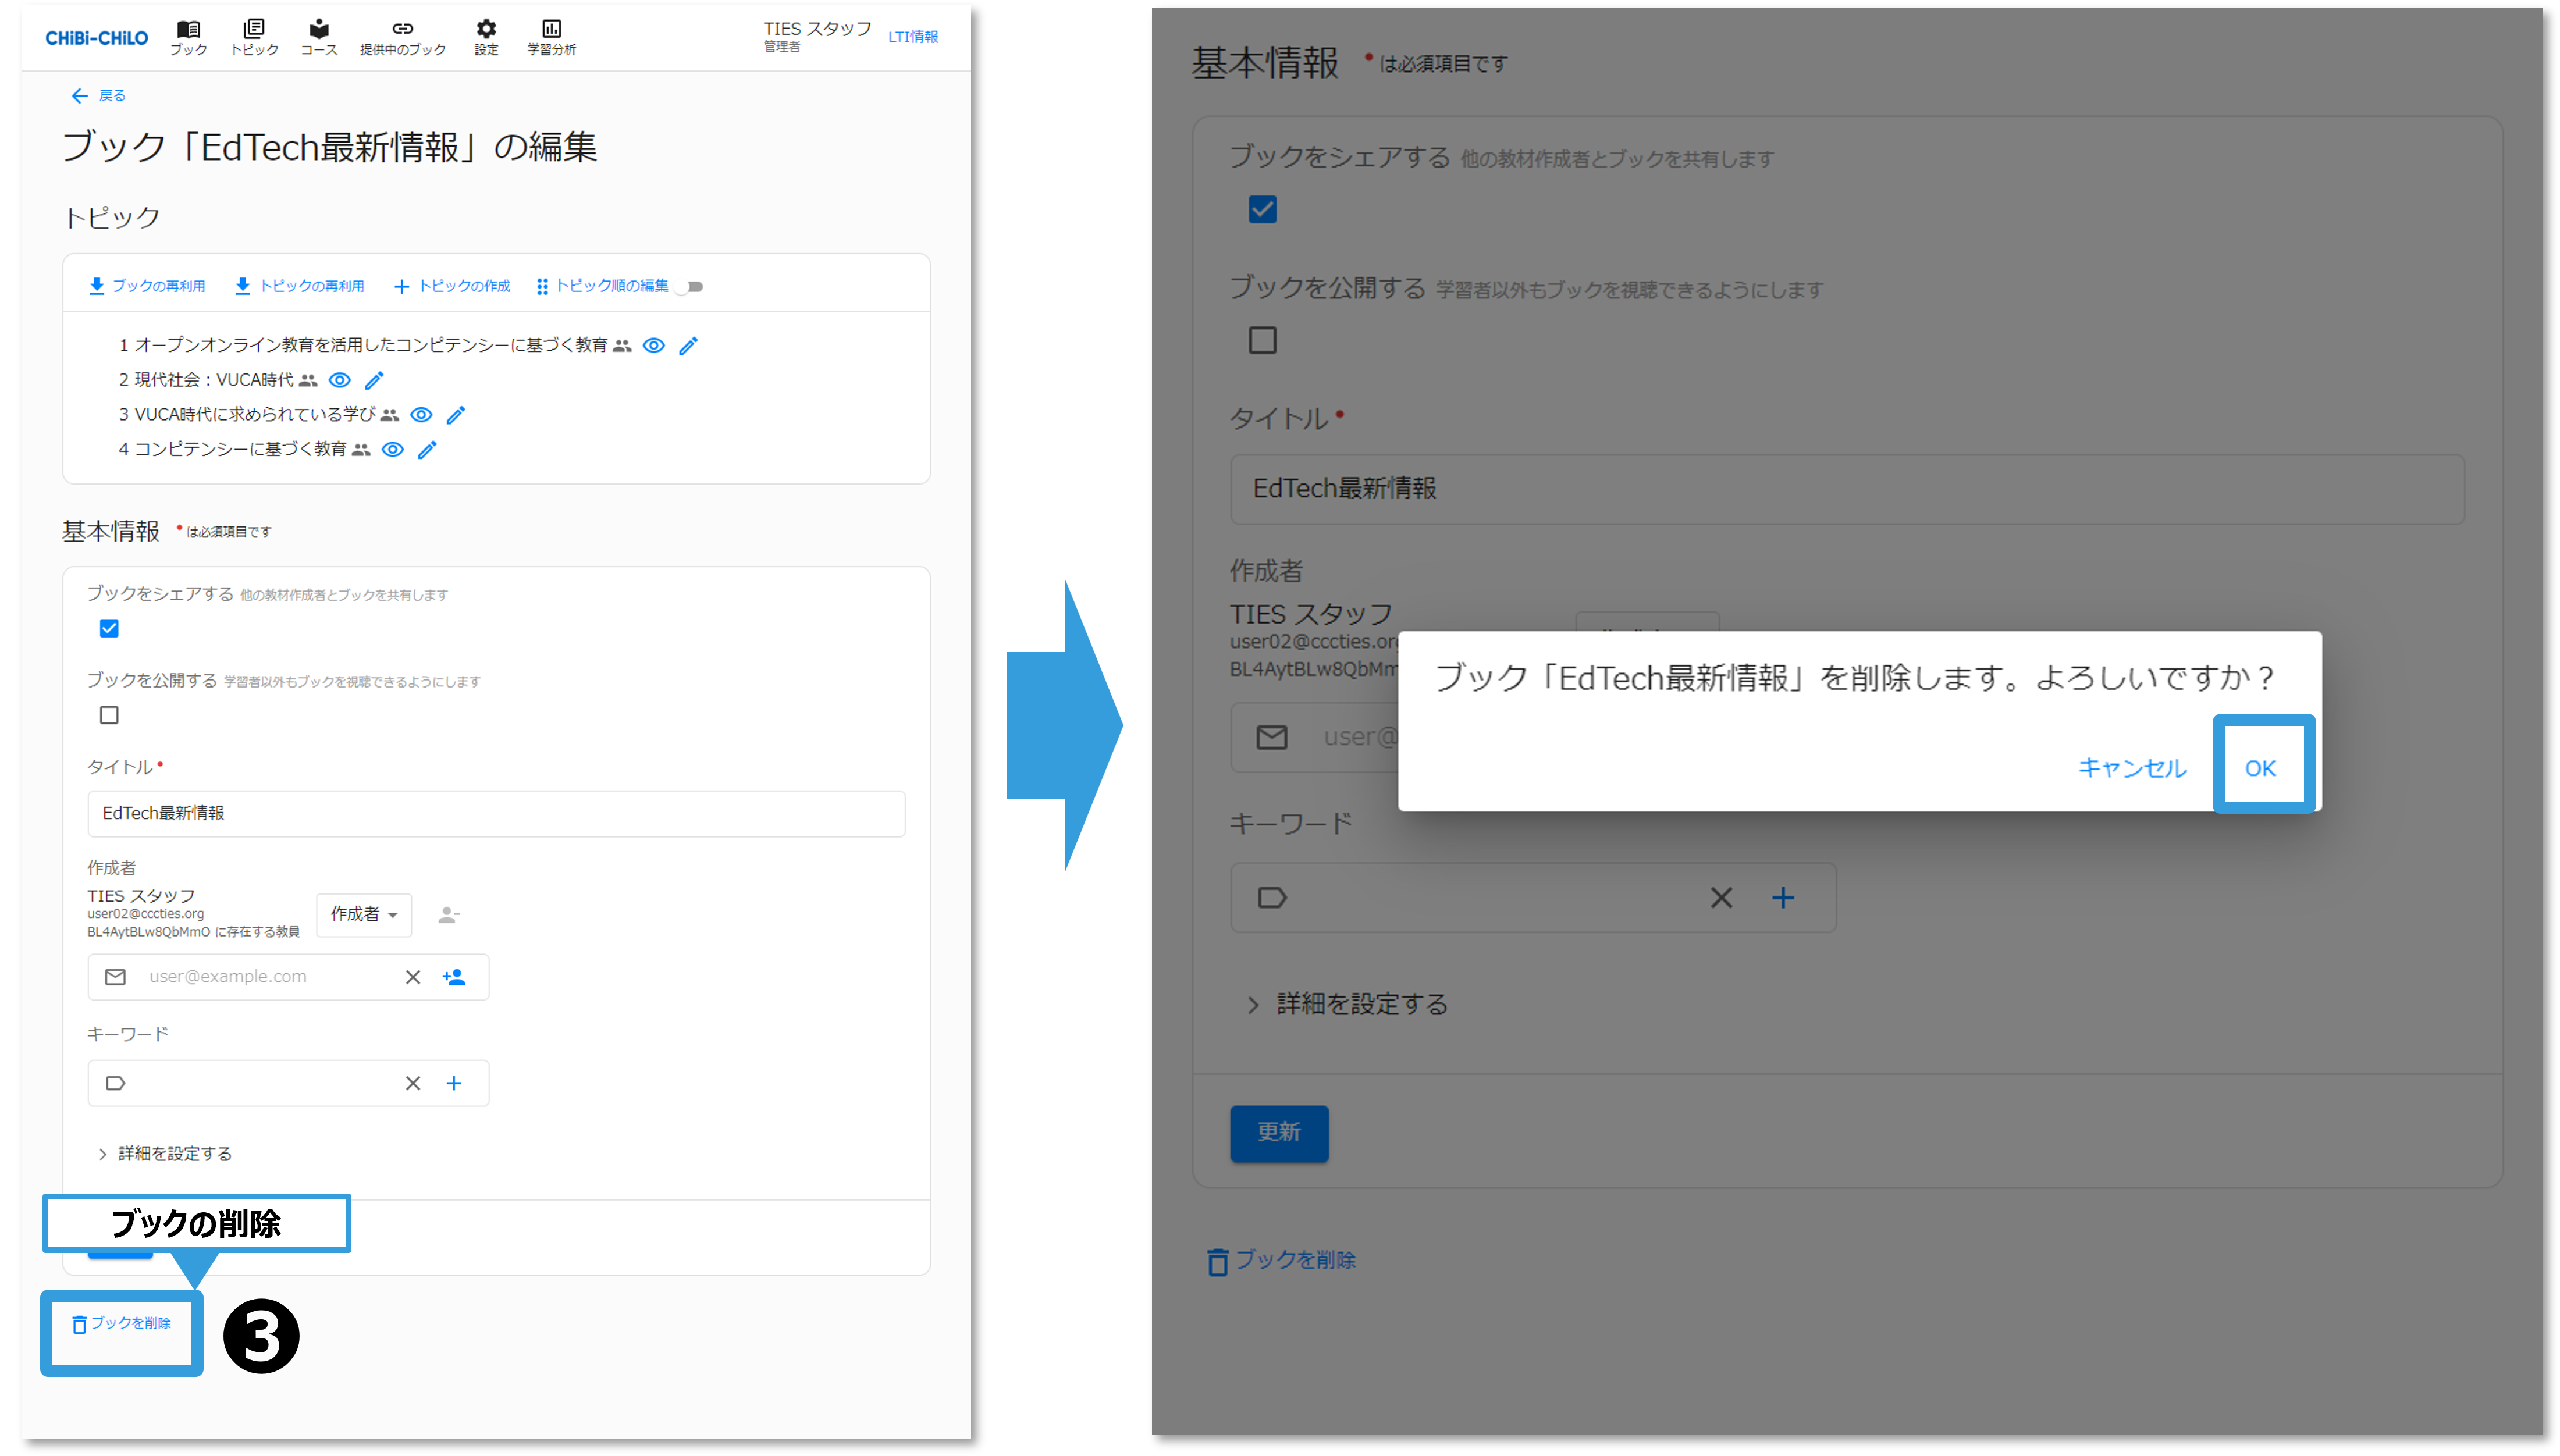 CHiBi-CHiLO
ブック
トピック
コース
提供中のブック
設定
学習分析
TIES スタッフ
管理者
LTI情報
戻る
ブック「EdTech最新情報」の編集
トピック
ブックの再利用
トピックの再利用
トピックの作成
トピック順の編集
1 オープンオンライン教育を活用したコンピテンシーに基づく教育
2 現代社会：VUCA時代
3 VUCA時代に求められている学び
4 コンピテンシーに基づく教育
基本情報 *は必須項目です
ブックをシェアする 他の教材作成者とブックを共有します
ブックを公開する 学習者以外もブックを視聴できるようにします
タイトル*
EdTech最新情報
作成者
TIES スタッフ
user02@cccties.org
BL4AytBLw8QbMmO に存在する教員
作成者
user@example.com
キーワード
詳細を設定する
ブックの削除
ブックを削除
3
基本情報 *は必須項目です
ブックをシェアする 他の教材作成者とブックを共有します
ブックを公開する 学習者以外もブックを視聴できるようにします
タイトル*
EdTech最新情報
作成者
TIES スタッフ
user02@cccties.org
BL4AytBLw8QbMm
user@
ブック「EdTech最新情報」を削除します。よろしいですか？
キャンセル
OK
キーワード
詳細を設定する
更新
ブックを削除